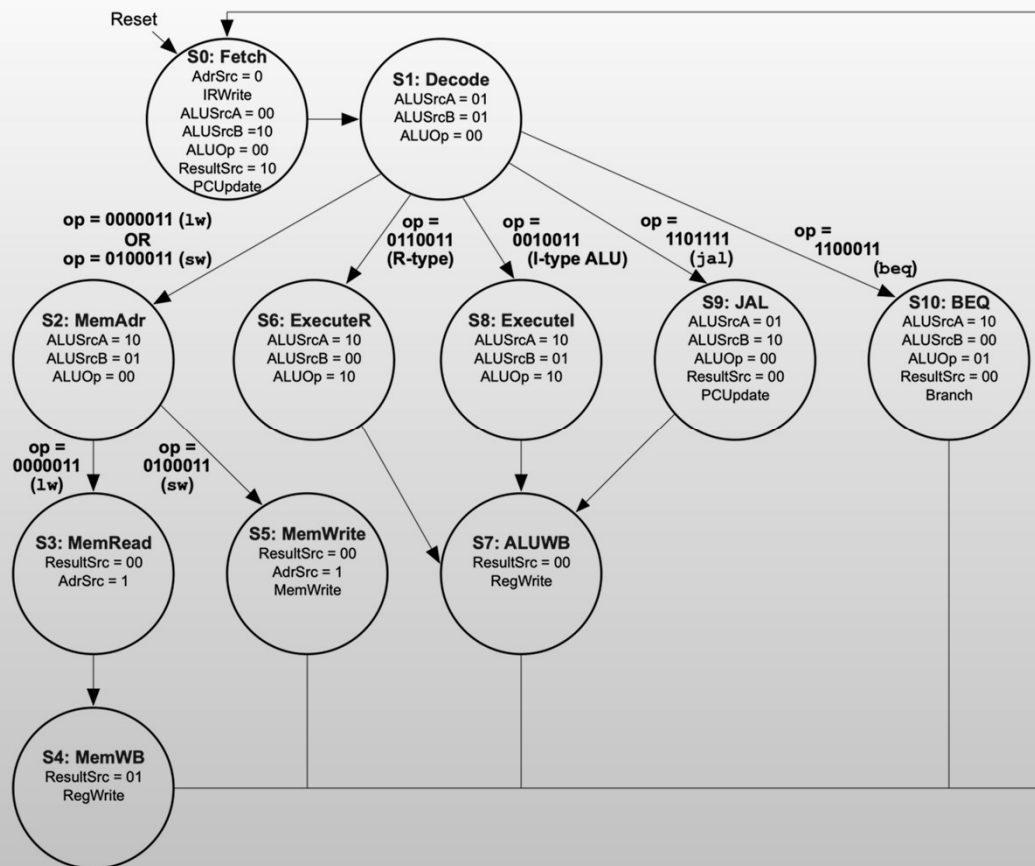 Reset
S0: Fetch
AdrSrc = 0
IRWrite
ALUSrcA = 00
ALUSrcB =10
ALUOp = 00
ResultSrc = 10
PCUpdate
S1: Decode
ALUSrcA = 01
ALUSrcB = 01
ALUOp = 00
op = 0000011 (lw)
OR
op = 0100011 (sw)
op =
0110011
(R-type)
op =
0010011
(I-type ALU)
op =
1101111
(jal)
op =
1100011
(beq)
S2: MemAdr
ALUSrcA = 10
ALUSrcB = 01
ALUOp = 00
S6: ExecuteR
ALUSrcA = 10
ALUSrcB = 00
ALUOp = 10
S8: ExecuteI
ALUSrcA = 10
ALUSrcB = 01
ALUOp = 10
S9: JAL
ALUSrcA = 01
ALUSrcB = 10
ALUOp = 00
ResultSrc = 00
PCUpdate
S10: BEQ
ALUSrcA = 10
ALUSrcB = 00
ALUOp = 01
ResultSrc = 00
Branch
op =
0000011
(lw)
op =
0100011
(sw)
S3: MemRead
ResultSrc = 00
AdrSrc = 1
S5: MemWrite
ResultSrc = 00
AdrSrc = 1
MemWrite
S7: ALUWB
ResultSrc = 00
RegWrite
S4: MemWB
ResultSrc = 01
RegWrite